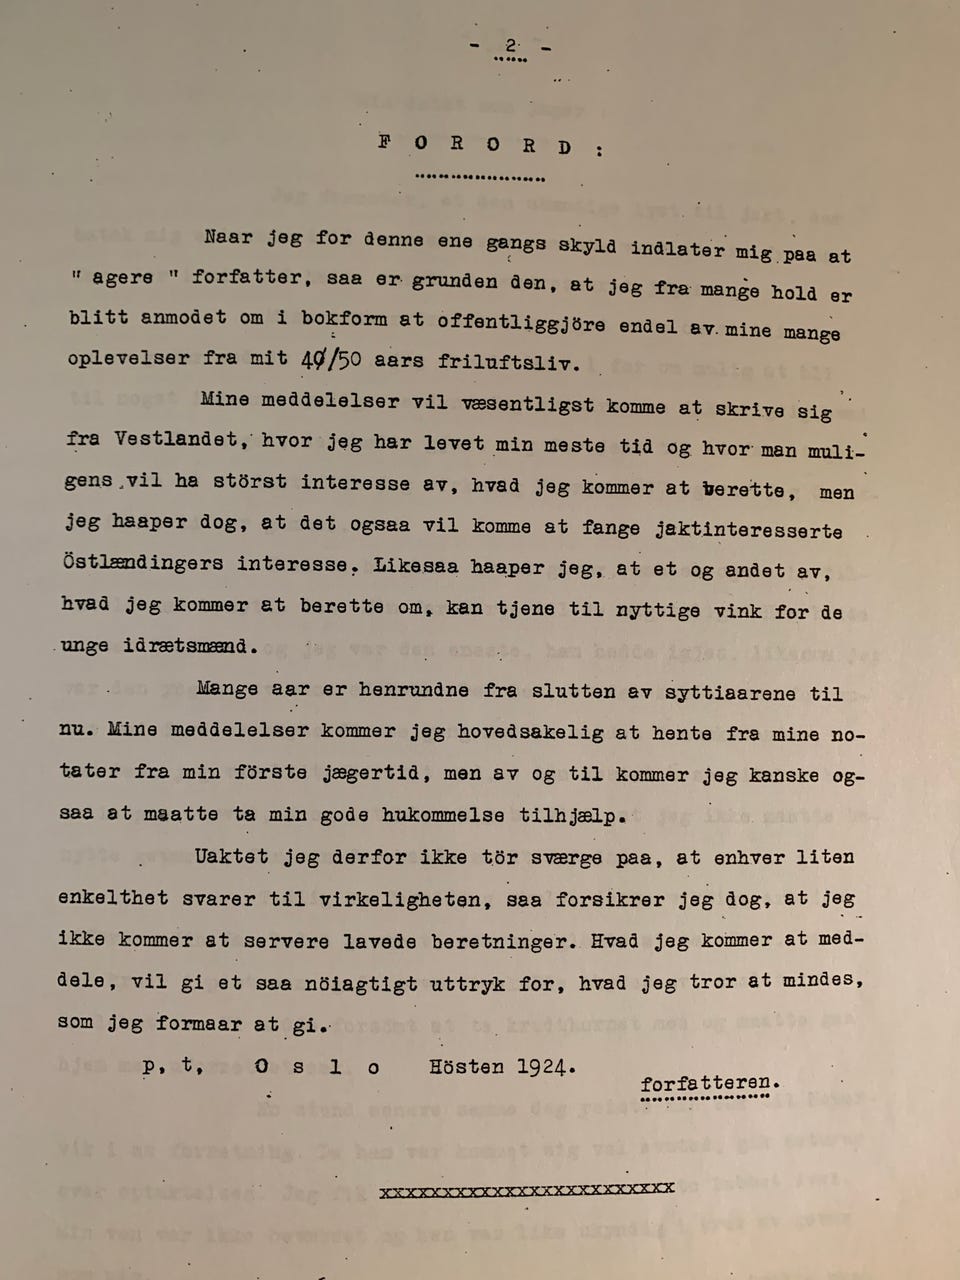 - 2 -
F O R O R D :
Naar jeg for denne ene gangs skyld indlater mig paa at
" agere " forfatter, saa er grunden den, at jeg fra mange hold er
blitt anmodet om i bokform at offentliggjöre endel av mine mange
oplevelser fra mit 40/50 aars friluftsliv.
Mine meddelelser vil væsentligst komme at skrive sig
fra Vestlandet, hvor jeg har levet min meste tid og hvor man muli-
gens vil ha störst interesse av, hvad jeg kommer at berette, men
jeg haaper dog, at det ogsaa vil komme at fange jaktinteresserte
Östlændingers interesse. Likesaa haaper jeg, at et og andet av,
hvad jeg kommer at berette om, kan tjene til nyttige vink for de
unge idrætsmænd.
Mange aar er henrundne fra slutten av syttiaarene til
nu. Mine meddelelser kommer jeg hovedsakelig at hente fra mine no-
tater fra min förste jægertid, men av og til kommer jeg kanske og-
saa at maatte ta min gode hukommelse tilhjælp.
Uaktet jeg derfor ikke tör sværge paa, at enhver liten
enkelthet svarer til virkeligheten, saa forsikrer jeg dog, at jeg
ikke kommer at servere lavede beretninger. Hvad jeg kommer at med-
dele, vil gi et saa nöiagtigt uttryk for, hvad jeg tror at mindes,
som jeg formaar at gi.
p, t, O s l o Hösten 1924.
forfatteren.
xxxxxxxxxxxxxxxxxxxxxxxx